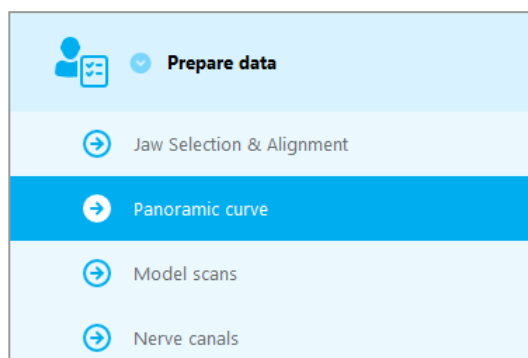 Prepare data
Jaw Selection & Alignment
Panoramic curve
Model scans
Nerve canals